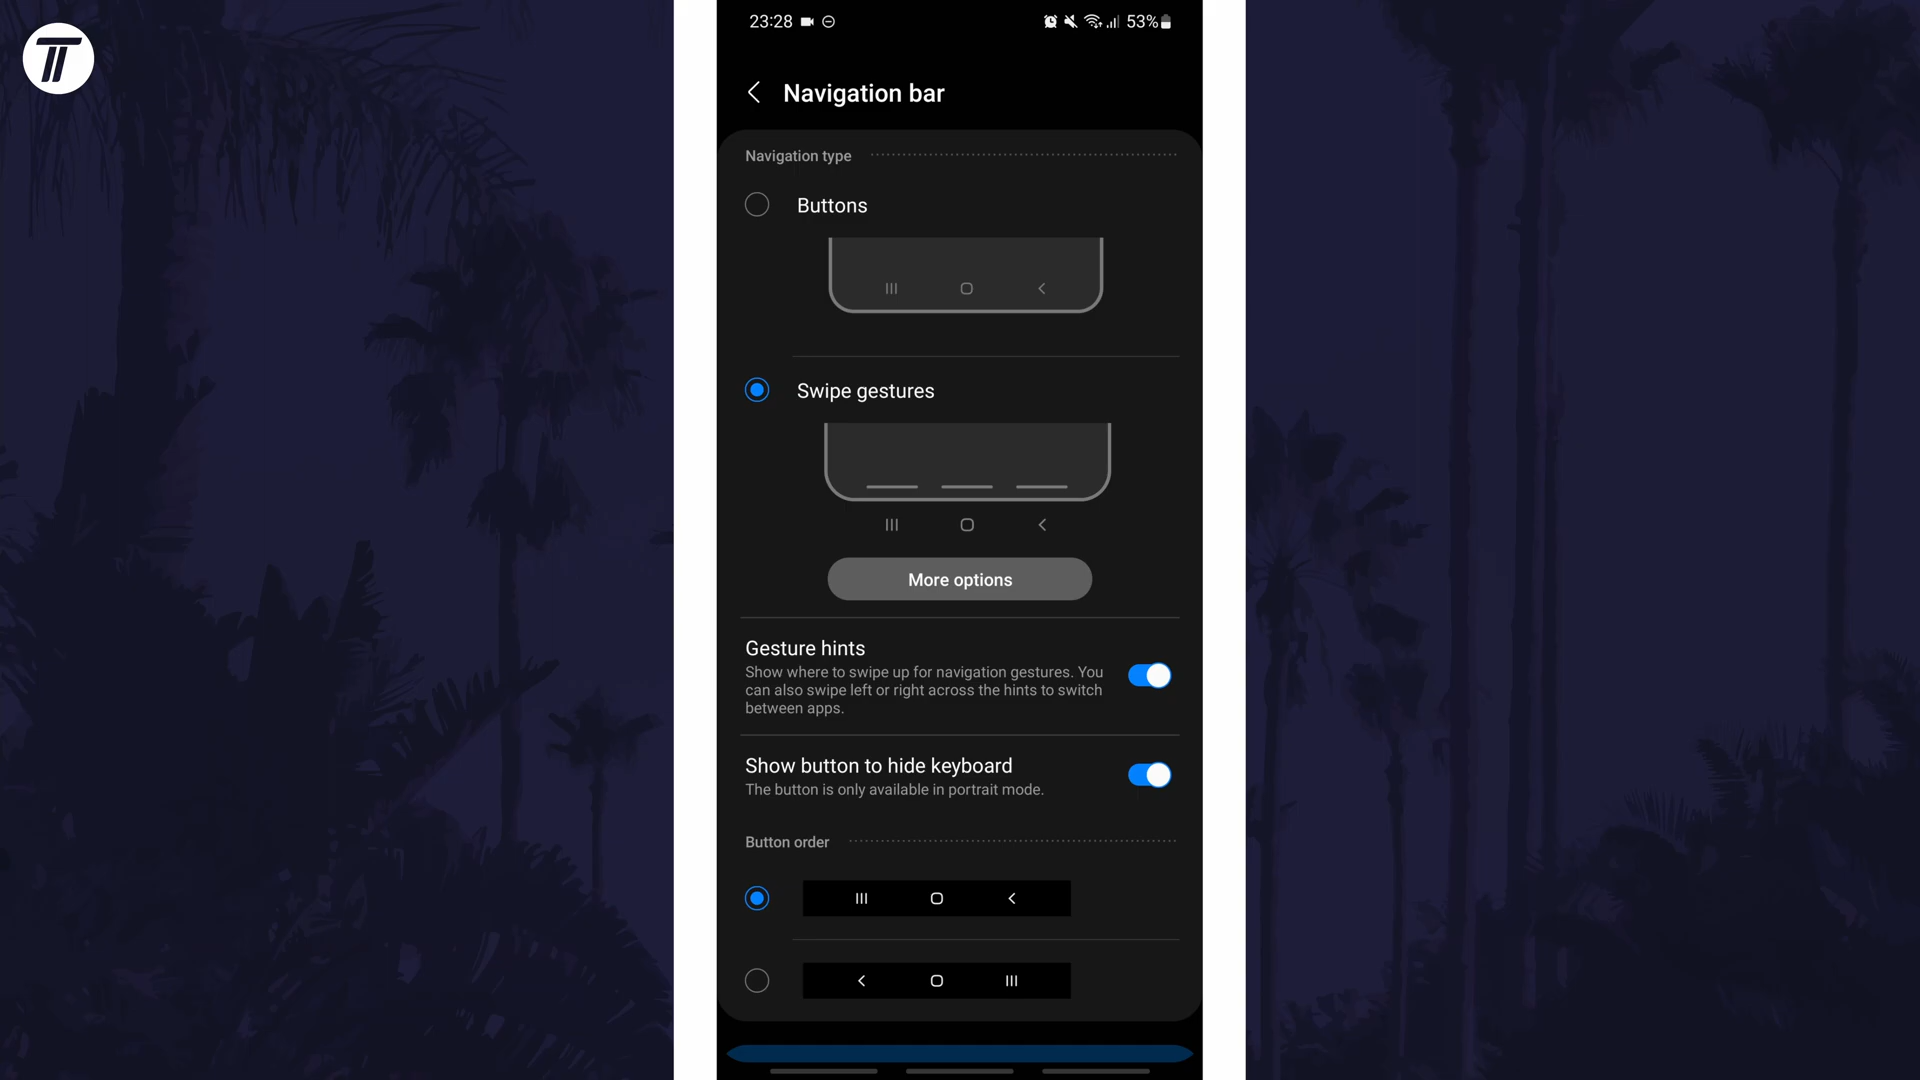 23:28
53%
Navigation bar
Navigation type
Buttons
Swipe gestures
More options
Gesture hints
Show where to swipe up for navigation gestures. You
can also swipe left or right across the hints to switch
between apps.
Show button to hide keyboard
The button is only available in portrait mode.
Button order